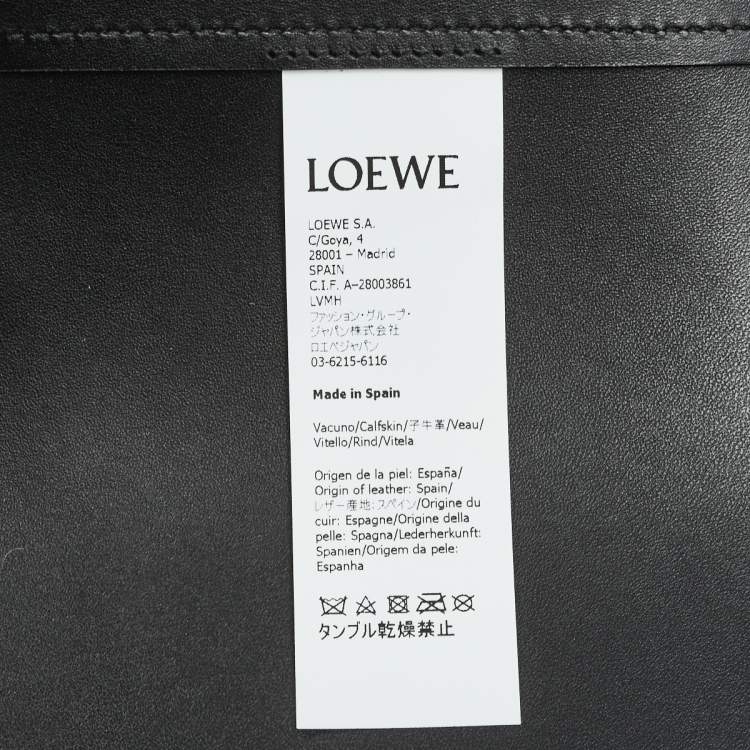 LOEWE
LOEWE S.A.
C/Goya, 4
28001 – Madrid
SPAIN
C.I.F. A–28003861
LVMH
ファッション・グループ・
ジャパン株式会社
ロエベジャパン
03-6215-6116
Made in Spain
Vacuno/Calfskin/子牛革/Veau/
Vitello/Rind/Vitela
Origen de la piel: España/
Origin of leather: Spain/
レザー産地:スペイン/Origine du
cuir: Espagne/Origine della
pelle: Spagna/Lederherkunft:
Spanien/Origem da pele:
Espanha
タンブル乾燥禁止